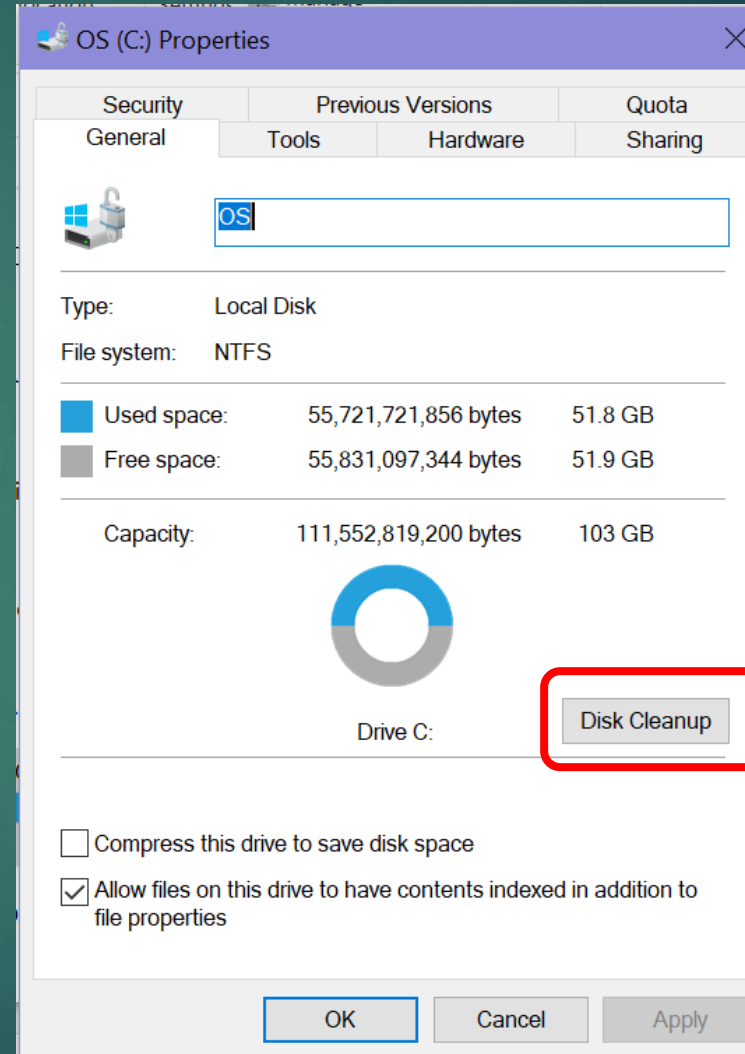 OS (C:) Properties
Security Previous Versions Quota
General Tools Hardware Sharing
OS
Type: Local Disk
File system: NTFS
Used space: 55,721,721,856 bytes 51.8 GB
Free space: 55,831,097,344 bytes 51.9 GB
Capacity: 111,552,819,200 bytes 103 GB
Drive C:
Disk Cleanup
Compress this drive to save disk space
Allow files on this drive to have contents indexed in addition to
file properties
OK Cancel Apply